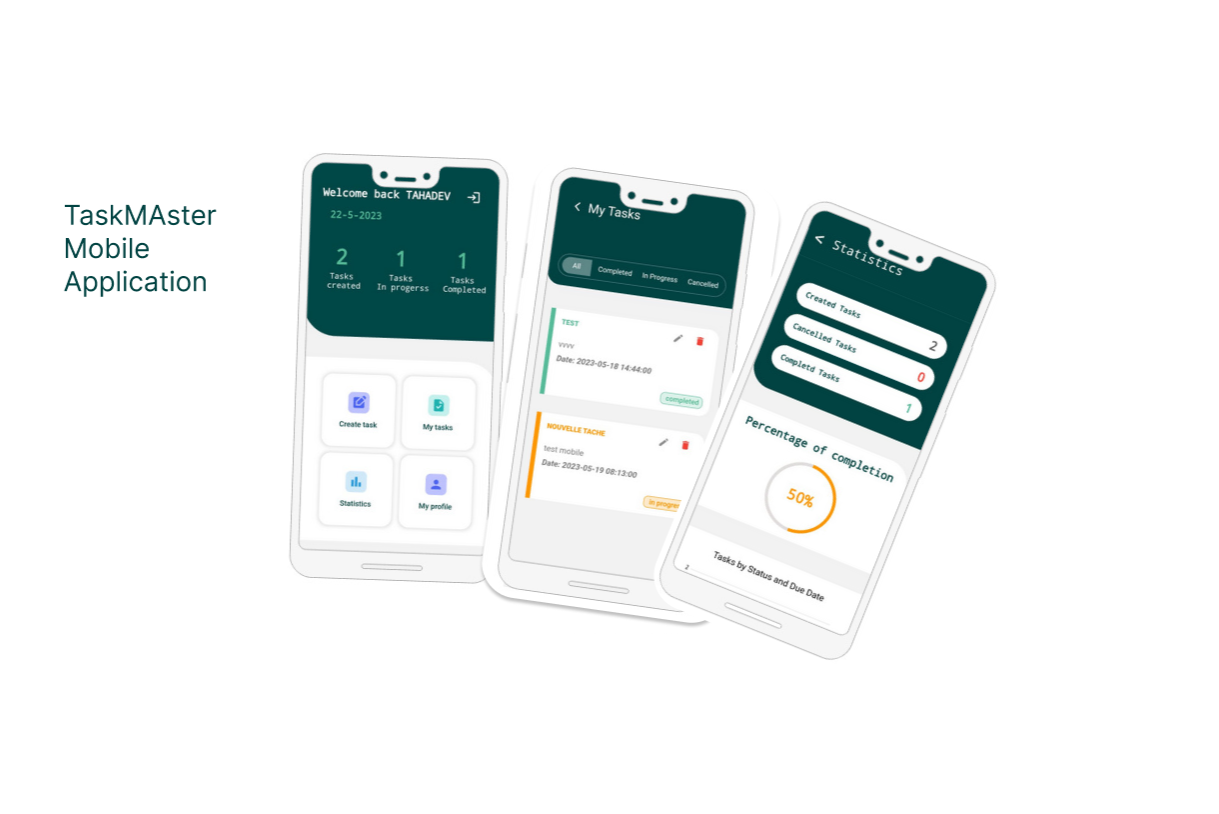 TaskMAster
Mobile
Application
Welcome back TAHADEV
22-5-2023
2 1 1
Tasks Tasks Tasks
created In progerss Completed
Create task My tasks
Statistics My profile
My Tasks
All Completed In Progress Cancelled
TEST
vvvv
Date: 2023-05-18 14:44:00
completed
NOUVELLE TACHE
test mobile
Date: 2023-05-19 08:13:00
in progres
Statistics
Created Tasks 2
Cancelled Tasks 0
Completd Tasks 1
Percentage of completion
50%
Tasks by Status and Due Date
2